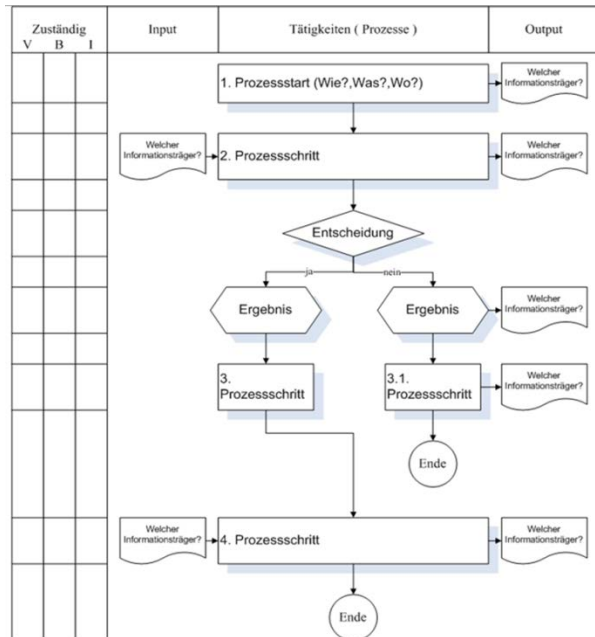 Zuständig
V B I
Input
Tätigkeiten ( Prozesse )
Output
1. Prozessstart (Wie?,Was?,Wo?)
Welcher
Informationsträger?
Welcher
Informationsträger?
2. Prozessschritt
Welcher
Informationsträger?
Entscheidung
ja
nein
Ergebnis
Ergebnis
Welcher
Informationsträger?
3.
Prozessschritt
3.1.
Prozessschritt
Welcher
Informationsträger?
Ende
Welcher
Informationsträger?
4. Prozessschritt
Welcher
Informationsträger?
Ende